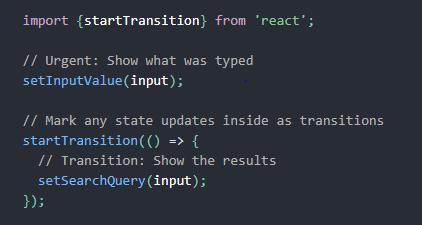 import {startTransition} from 'react';
// Urgent: Show what was typed
setInputValue(input);
// Mark any state updates inside as transitions
startTransition(() => {
// Transition: Show the results
setSearchQuery(input);
});